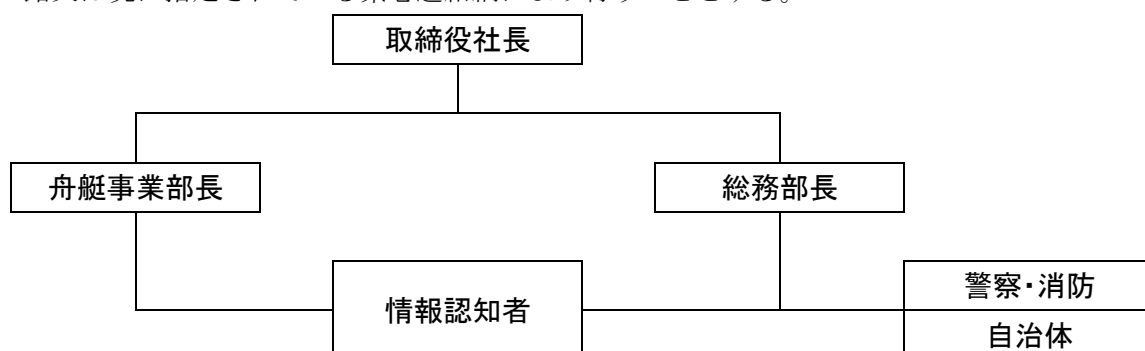 取締役社長
舟艇事業部長
総務部長
情報認知者
警察・消防
自治体